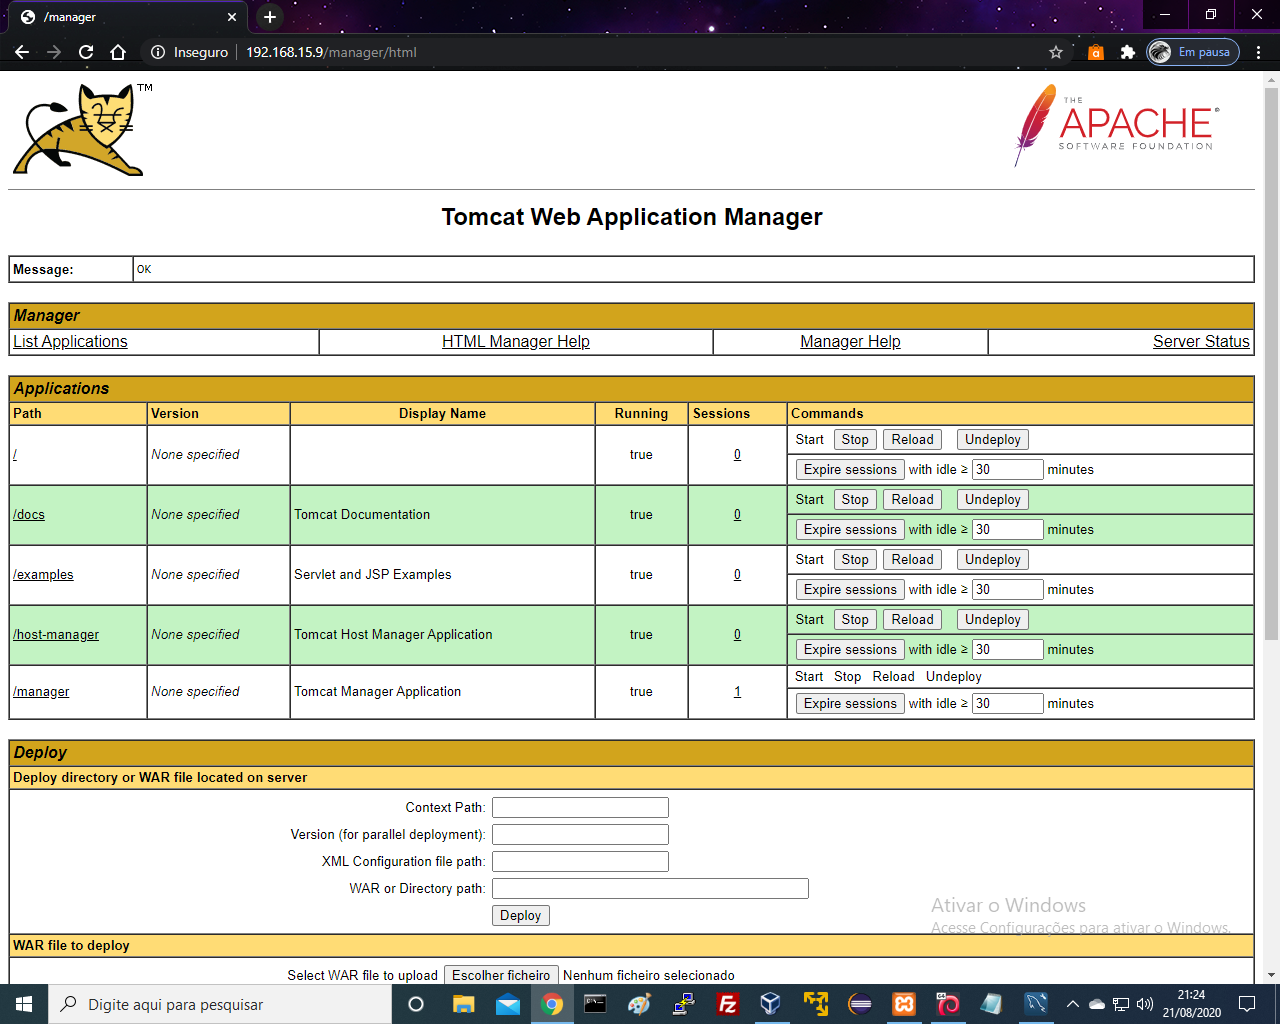 /manager
Inseguro 192.168.15.9/manager/html
Em pausa
TM
THE
APACHE
SOFTWARE FOUNDATION
Tomcat Web Application Manager
Message: OK
Manager
List Applications HTML Manager Help Manager Help Server Status
Applications
Path Version Display Name Running Sessions Commands
/ None specified true 0 Start Stop Reload Undeploy
Expire sessions with idle ≥ 30 minutes
/docs None specified Tomcat Documentation true 0 Start Stop Reload Undeploy
Expire sessions with idle ≥ 30 minutes
/examples None specified Servlet and JSP Examples true 0 Start Stop Reload Undeploy
Expire sessions with idle ≥ 30 minutes
/host-manager None specified Tomcat Host Manager Application true 0 Start Stop Reload Undeploy
Expire sessions with idle ≥ 30 minutes
/manager None specified Tomcat Manager Application true 1 Start Stop Reload Undeploy
Expire sessions with idle ≥ 30 minutes
Deploy
Deploy directory or WAR file located on server
Context Path:
Version (for parallel deployment):
XML Configuration file path:
WAR or Directory path:
Deploy
Ativar o Windows
Acesse Configurações para ativar o Windows.
WAR file to deploy
Select WAR file to upload Escolher ficheiro Nenhum ficheiro selecionado
Digite aqui para pesquisar
21:24
21/08/2020